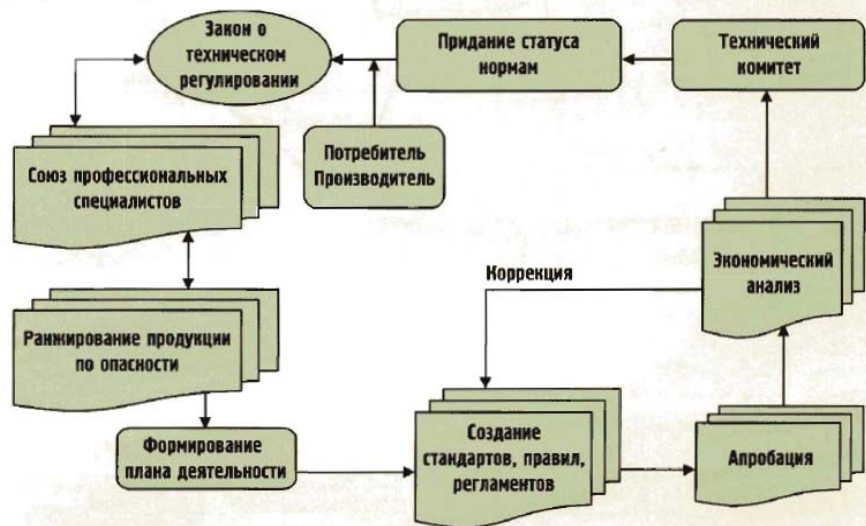 Закон о
техническом
регулировании
Придание статуса
нормам
Технический
комитет
Потребитель
Производитель
Союз профессиональных
специалистов
Экономический
анализ
Коррекция
Ранжирование продукции
по опасности
Формирование
плана деятельности
Создание
стандартов, правил,
регламентов
Апробация